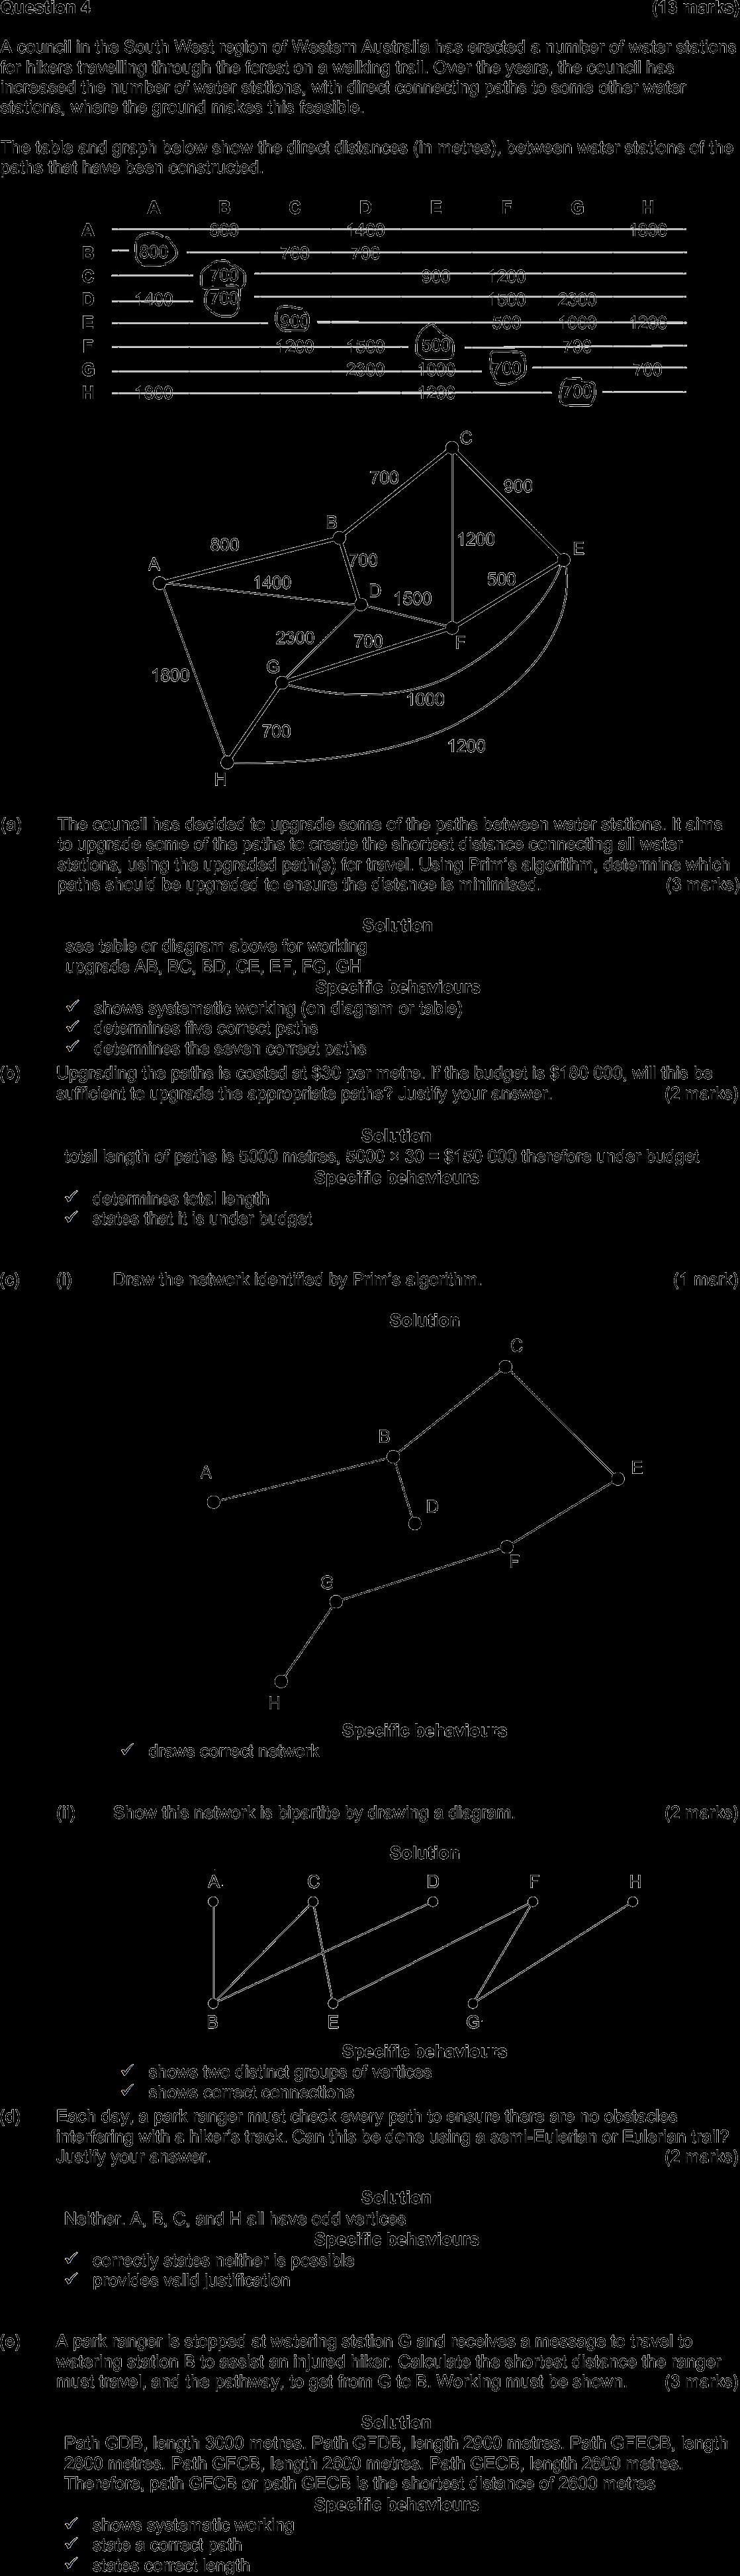 Question 4 (13 marks)
A council in the South West region of Western Australia has erected a number of water stations
for hikers travelling through the forest on a walking trail. Over the years, the council has
increased the number of water stations, with direct connecting paths to some other water
stations, where the ground makes this feasible.
The table and graph below show the direct distances (in metres), between water stations of the
paths that have been constructed.
A B C D E F G H
A 800 1400 1800
B 800 700 700
C 700 900 1200
D 1400 700 1500 2300
E 900 500 1000 1200
F 1200 1500 500 700
G 2300 1000 700 700
H 1800 1200 700
C
700
900
B
E
800
1200
A
700
500
1400
D
1500
2300
700
F
G
1800
1000
700
1200
H
(a) The council has decided to upgrade some of the paths between water stations. It aims
to upgrade some of the paths to create the shortest distance connecting all water
stations, using the upgraded path(s) for travel. Using Prim's algorithm, determine which
paths should be upgraded to ensure the distance is minimised. (3 marks)
Solution
see table or diagram above for working
upgrade AB, BC, BD, CE, EF, FG, GH
Specific behaviours
✓ shows systematic working (on diagram or table)
✓ determines five correct paths
✓ determines the seven correct paths
(b) Upgrading the paths is costed at $30 per metre. If the budget is $180 000, will this be
sufficient to upgrade the appropriate paths? Justify your answer. (2 marks)
Solution
total length of paths is 5000 metres, 5000 × 30 = $150 000 therefore under budget
Specific behaviours
✓ determines total length
✓ states that it is under budget
(c) (i) Draw the network identified by Prim's algorithm. (1 mark)
Solution
C
B
E
A
D
F
G
H
Specific behaviours
✓ draws correct network
(ii) Show this network is bipartite by drawing a diagram. (2 marks)
Solution
A C D F H
B E G
Specific behaviours
✓ shows two distinct groups of vertices
✓ shows correct connections
(d) Each day, a park ranger must check every path to ensure there are no obstacles
interfering with a hiker's track. Can this be done using a semi-Eulerian or Eulerian trail?
Justify your answer. (2 marks)
Solution
Neither. A, B, C, and H all have odd vertices
Specific behaviours
✓ correctly states neither is possible
✓ provides valid justification
(e) A park ranger is stopped at watering station G and receives a message to travel to
watering station B to assist an injured hiker. Calculate the shortest distance the ranger
must travel, and the pathway, to get from G to B. Working must be shown. (3 marks)
Solution
Path GDB, length 3000 metres. Path GFDB, length 2900 metres. Path GFECB, length
2800 metres. Path GFCB, length 2600 metres. Path GECB, length 2600 metres.
Therefore, path GFCB or path GECB is the shortest distance of 2600 metres
Specific behaviours
✓ shows systematic working
✓ state a correct path
✓ states correct length